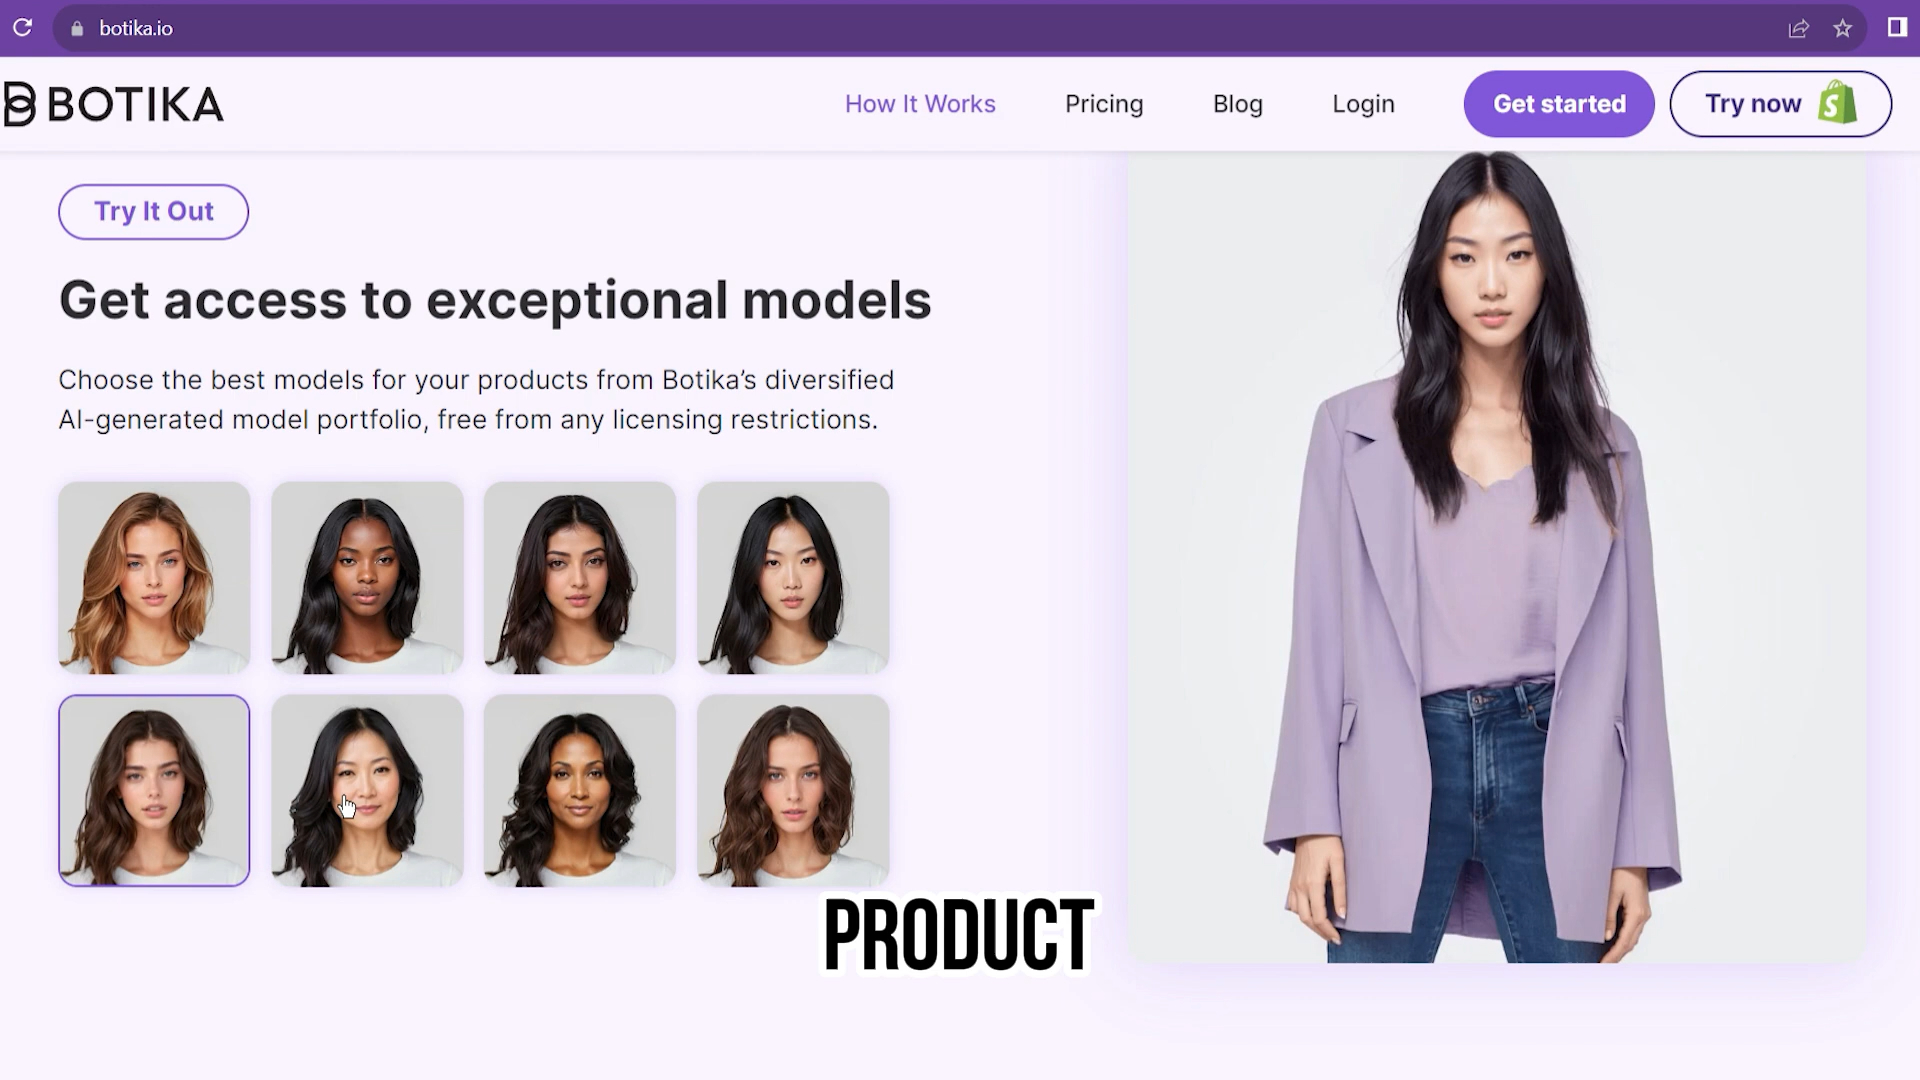 botika.io
BOTIKA
How It Works
Pricing
Blog
Login
Get started
Try now
Try It Out
Get access to exceptional models
Choose the best models for your products from Botika’s diversified
AI-generated model portfolio, free from any licensing restrictions.
PRODUCT